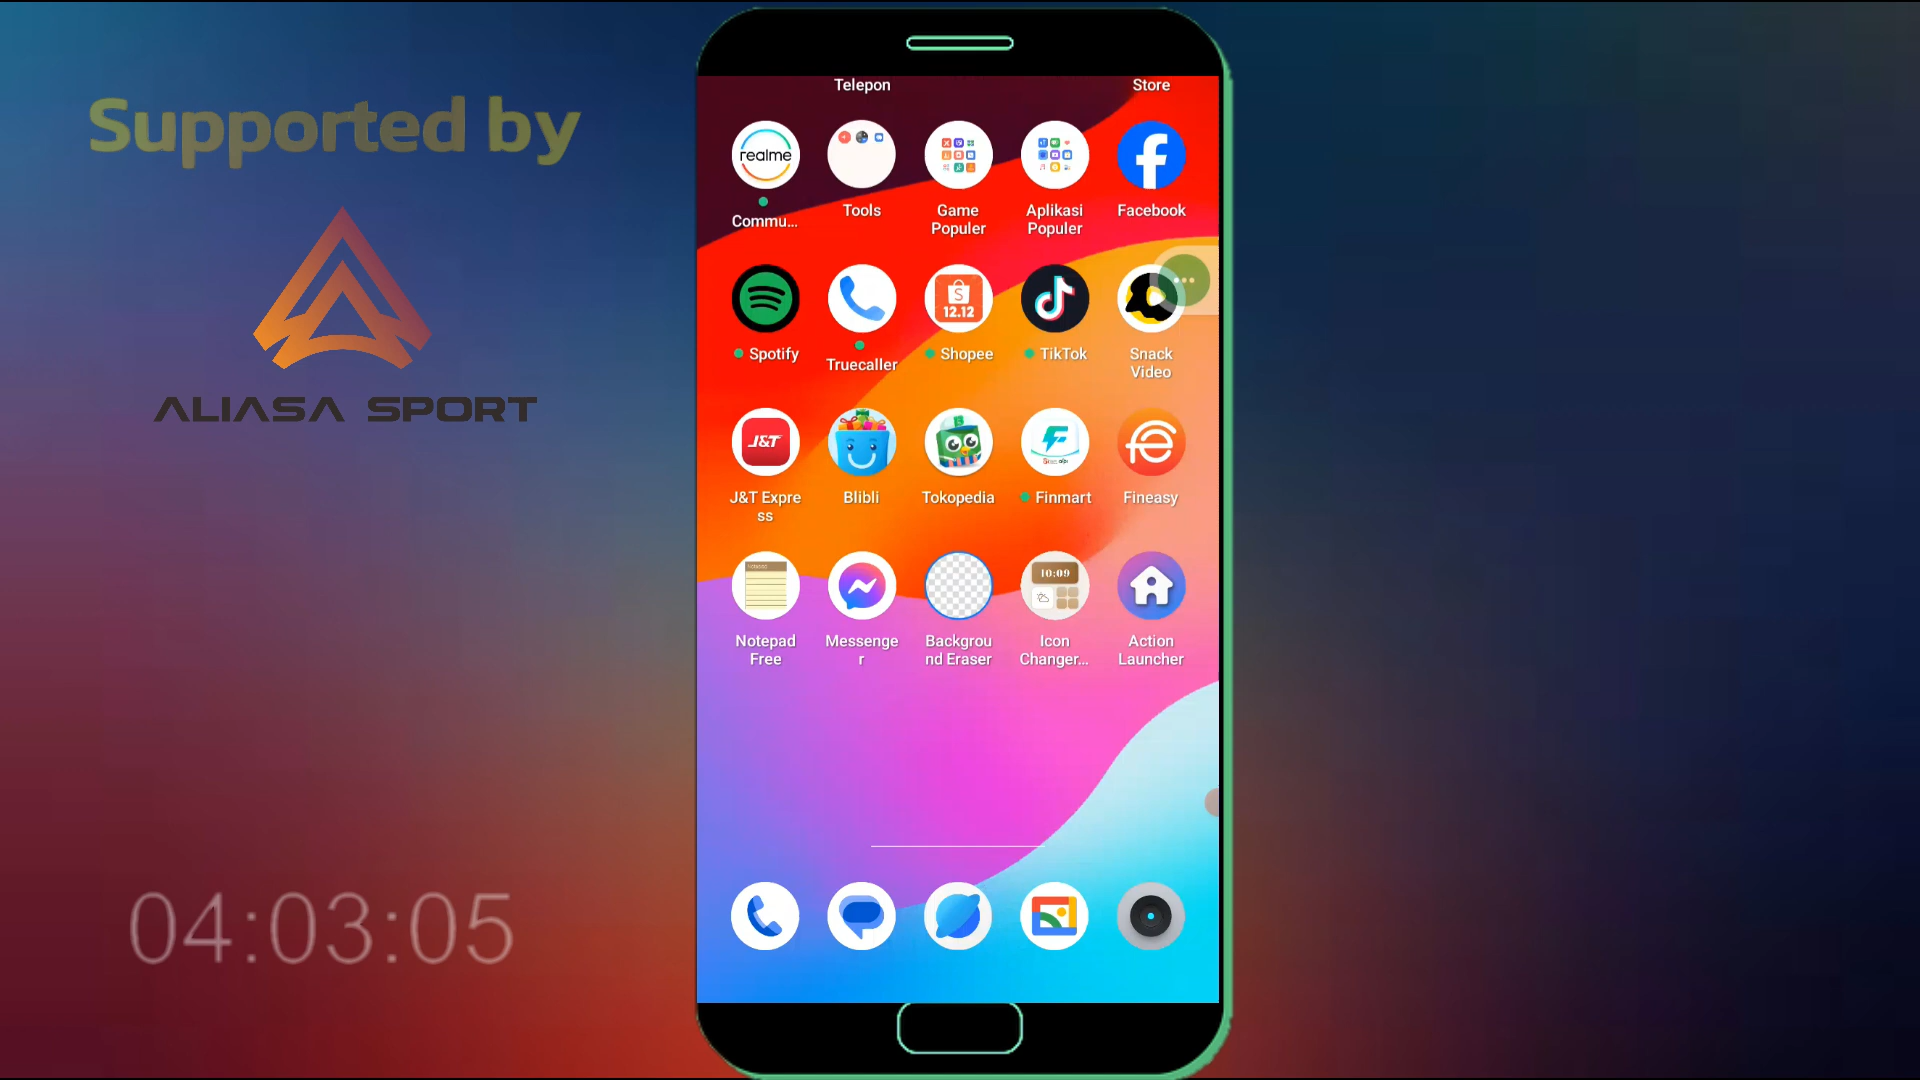 Supported by
ALIASA SPORT
04:03:05
Telepon
Store
realme
Commu...
Tools
Game
Populer
Aplikasi
Populer
Facebook
Spotify
Truecaller
S
12.12
Shopee
TikTok
Snack
Video
J&T
J&T Expre
ss
Blibli
Tokopedia
Finmart
Fineasy
Notepad
Free
Messenge
r
Backgrou
nd Eraser
10:09
Icon
Changer...
Action
Launcher